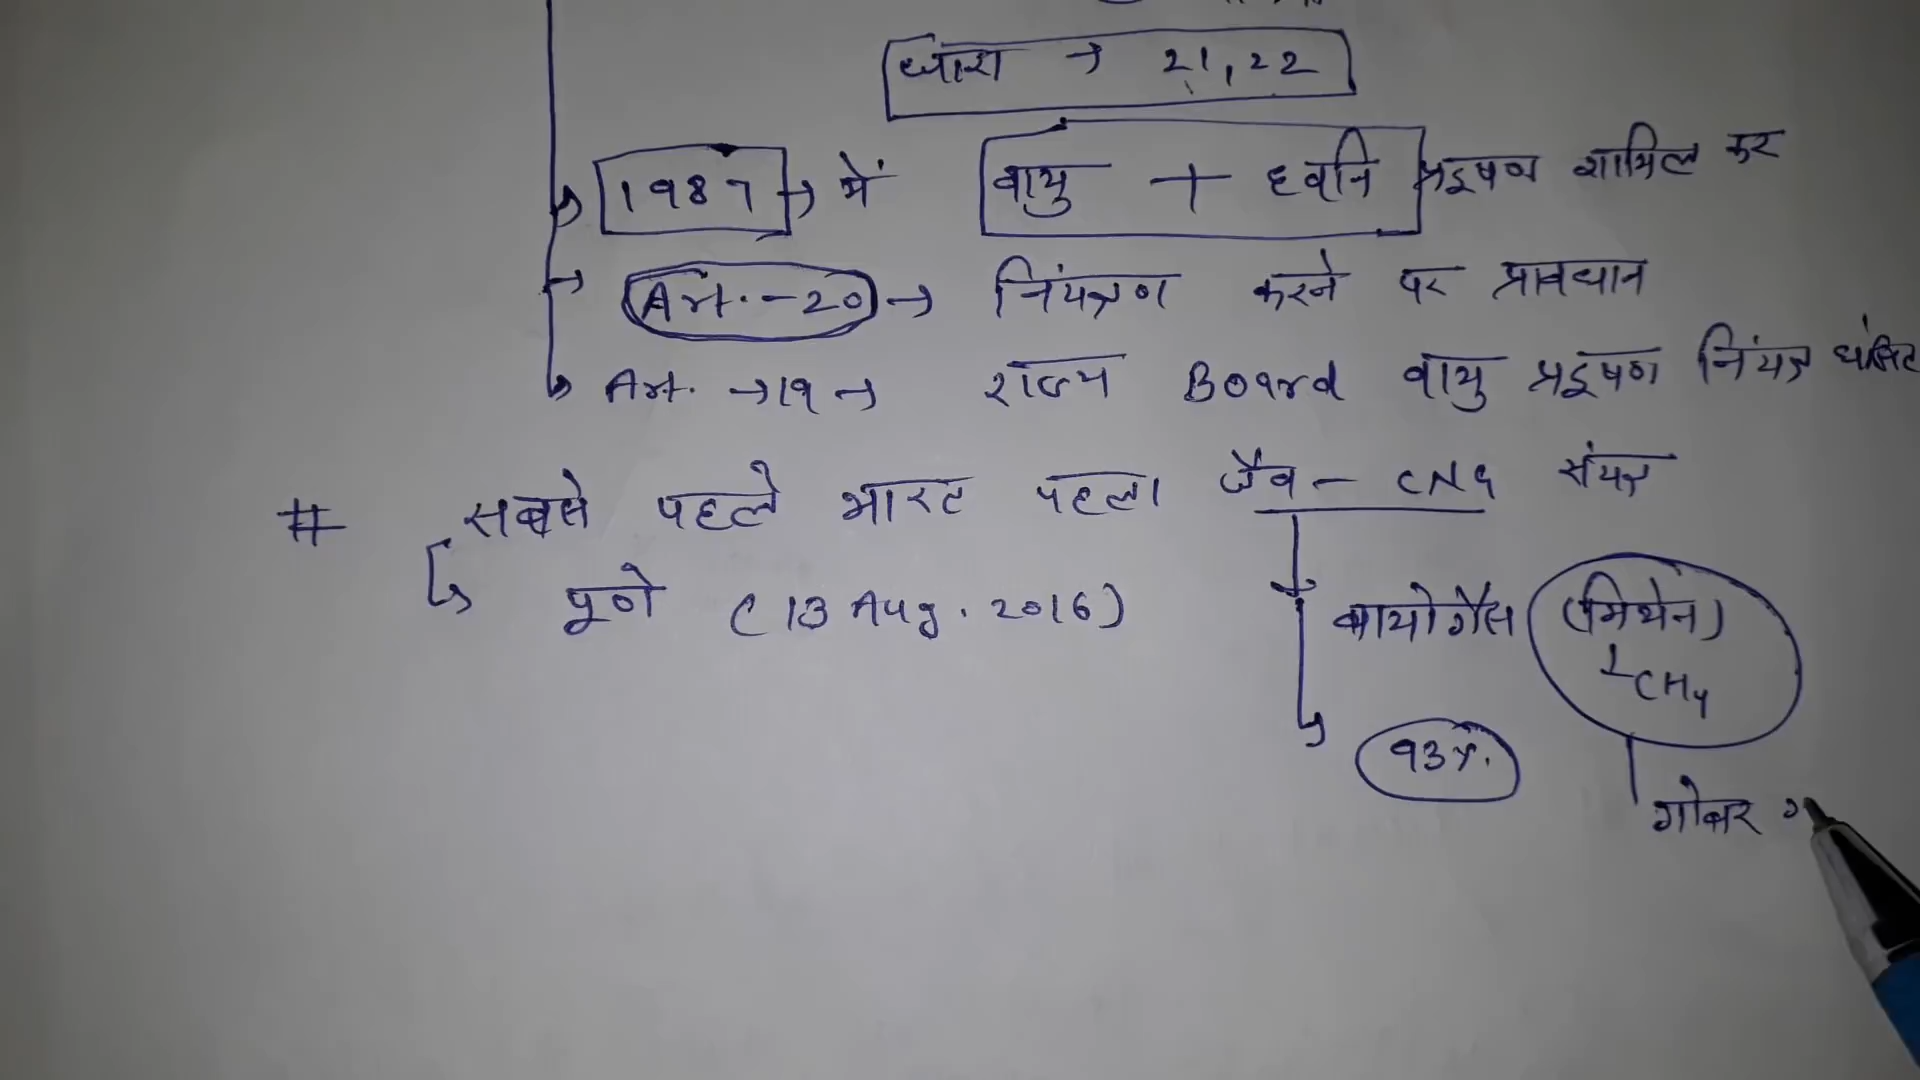 धारा → 21, 22
→ 1987 → में वायु + ध्वनि प्रदूषण शामिल कर
→ Art. - 20 → नियंत्रण करने पर प्रावधान
→ Art. → 19 → राज्य Board वायु प्रदूषण नियंत्र
# सबसे पहले भारत पहला जैव - CNG संयत्र
पूणे (13 Aug. 2016)
बायोगैस (मिथेन)
CH4
93%.
गोबर